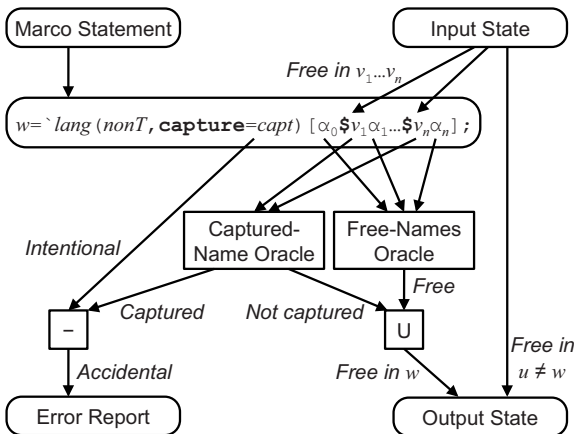 Marco Statement
Input State
Free in v₁...vₙ
w=`lang(nonT,capture=capt)[α₀$v₁α₁...$vₙαₙ];
Captured-
Name Oracle
Free-Names
Oracle
Intentional
Captured
Not captured
Free
−
U
Accidental
Free in w
Free in
u ≠ w
Error Report
Output State